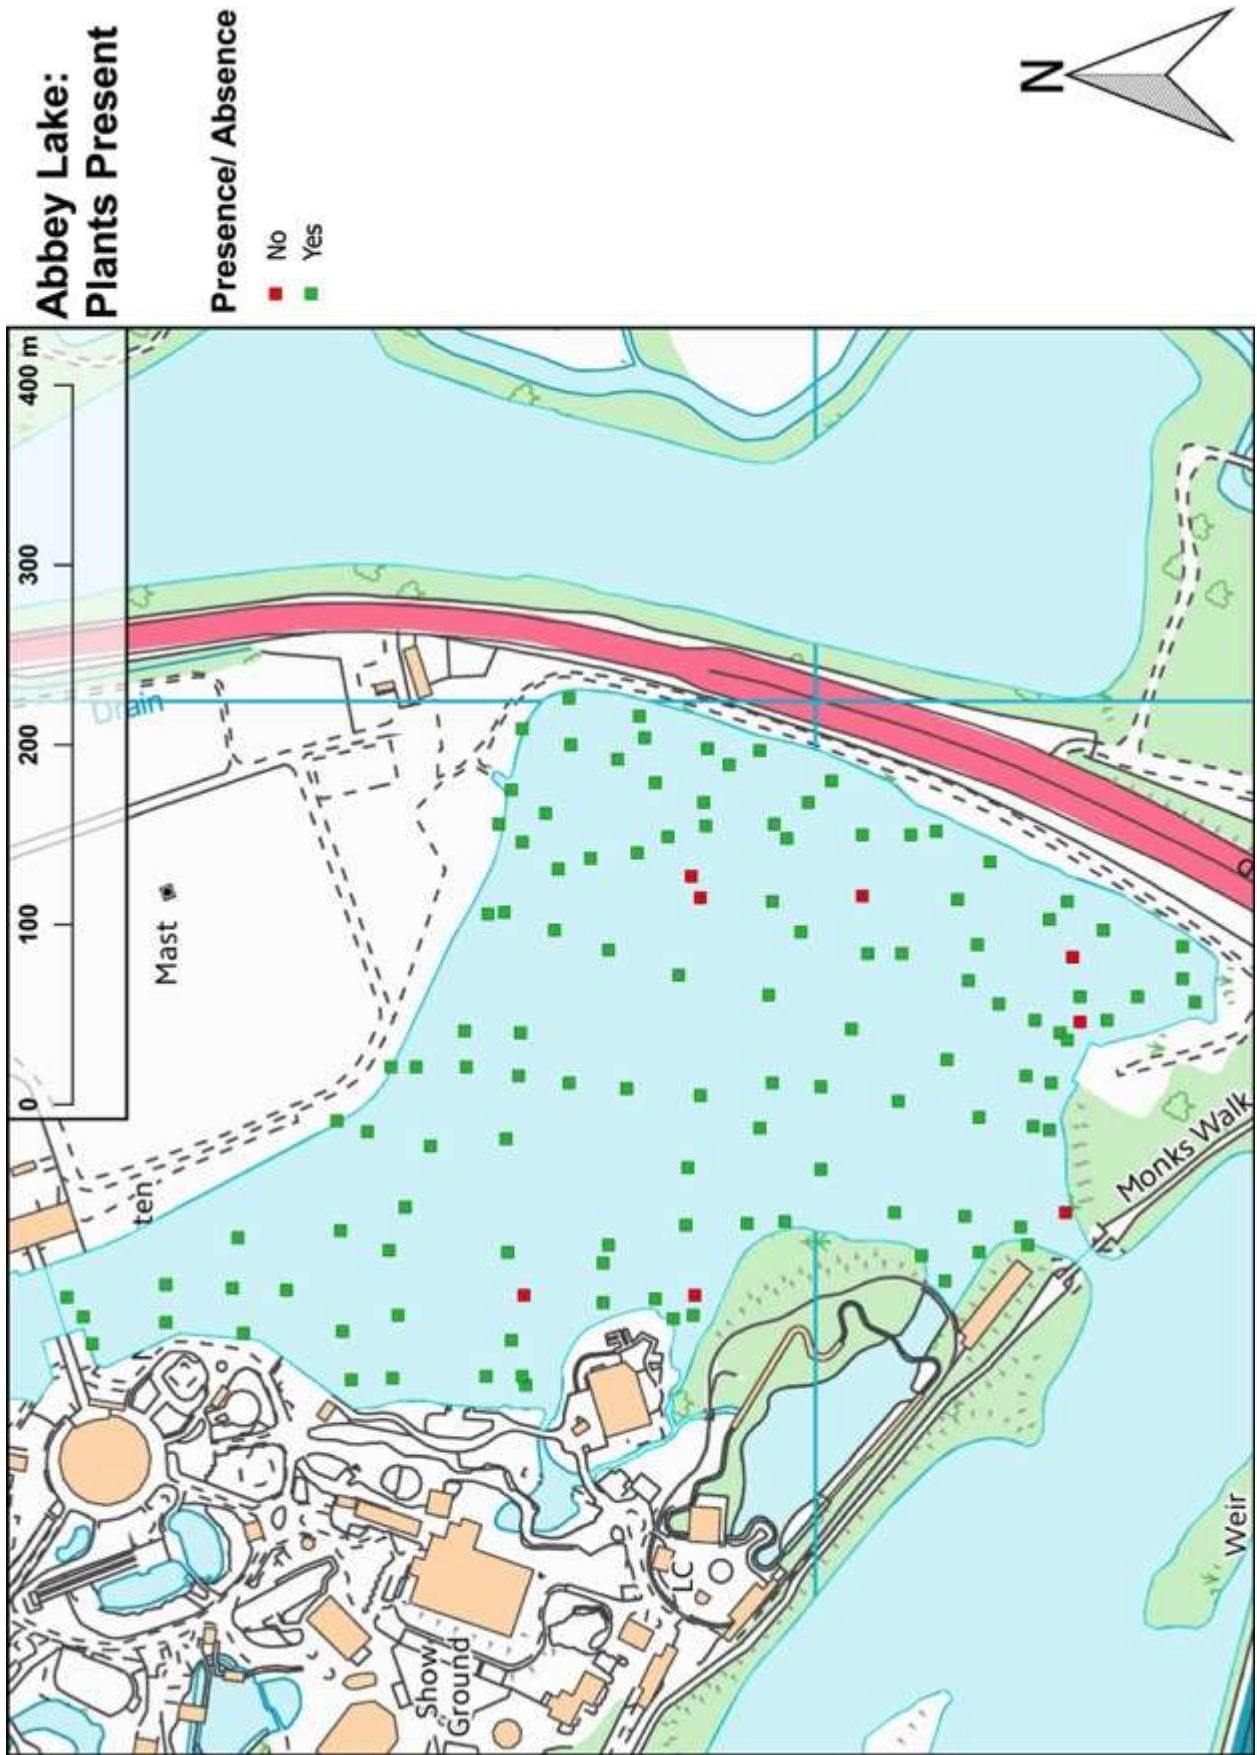 Abbey Lake:
Plants Present
Presence/ Absence
No
Yes
N
0
100
200
300
400 m
Drain
Mast
ten
Show
Ground
LC
Monks Walk
Weir